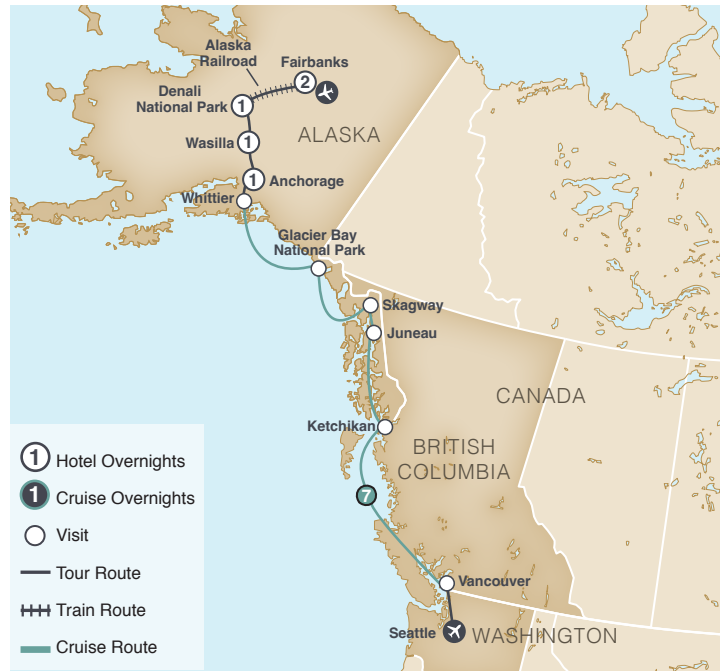 Alaska
Railroad
Fairbanks
2
Denali
National Park
1
ALASKA
Wasilla
1
1
Anchorage
Whittier
Glacier Bay
National Park
Skagway
Juneau
CANADA
Ketchikan
BRITISH
COLUMBIA
7
Vancouver
Seattle
WASHINGTON
1 Hotel Overnights
1 Cruise Overnights
Visit
Tour Route
Train Route
Cruise Route